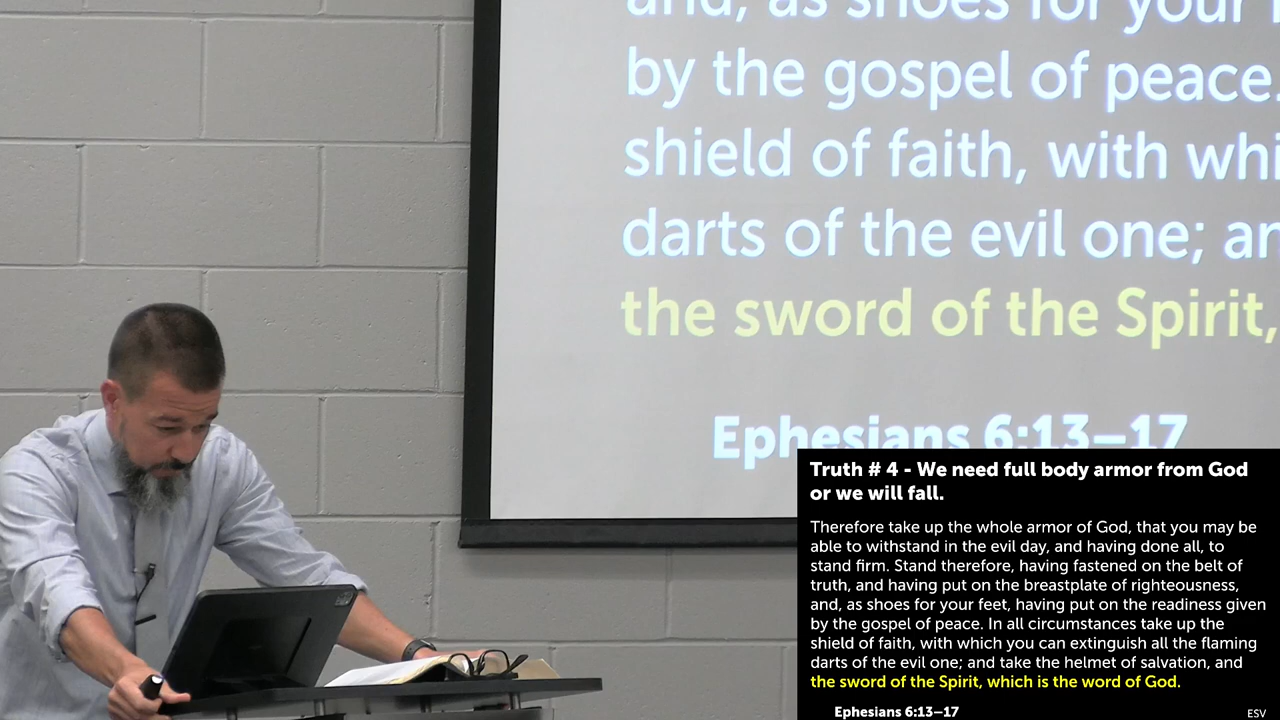 and, as shoes for your
by the gospel of peace.
shield of faith, with whi
darts of the evil one; an
the sword of the Spirit,
Ephesians 6:13–17
Truth # 4 - We need full body armor from God
or we will fall.
Therefore take up the whole armor of God, that you may be
able to withstand in the evil day, and having done all, to
stand firm. Stand therefore, having fastened on the belt of
truth, and having put on the breastplate of righteousness,
and, as shoes for your feet, having put on the readiness given
by the gospel of peace. In all circumstances take up the
shield of faith, with which you can extinguish all the flaming
darts of the evil one; and take the helmet of salvation, and
the sword of the Spirit, which is the word of God.
Ephesians 6:13–17
ESV